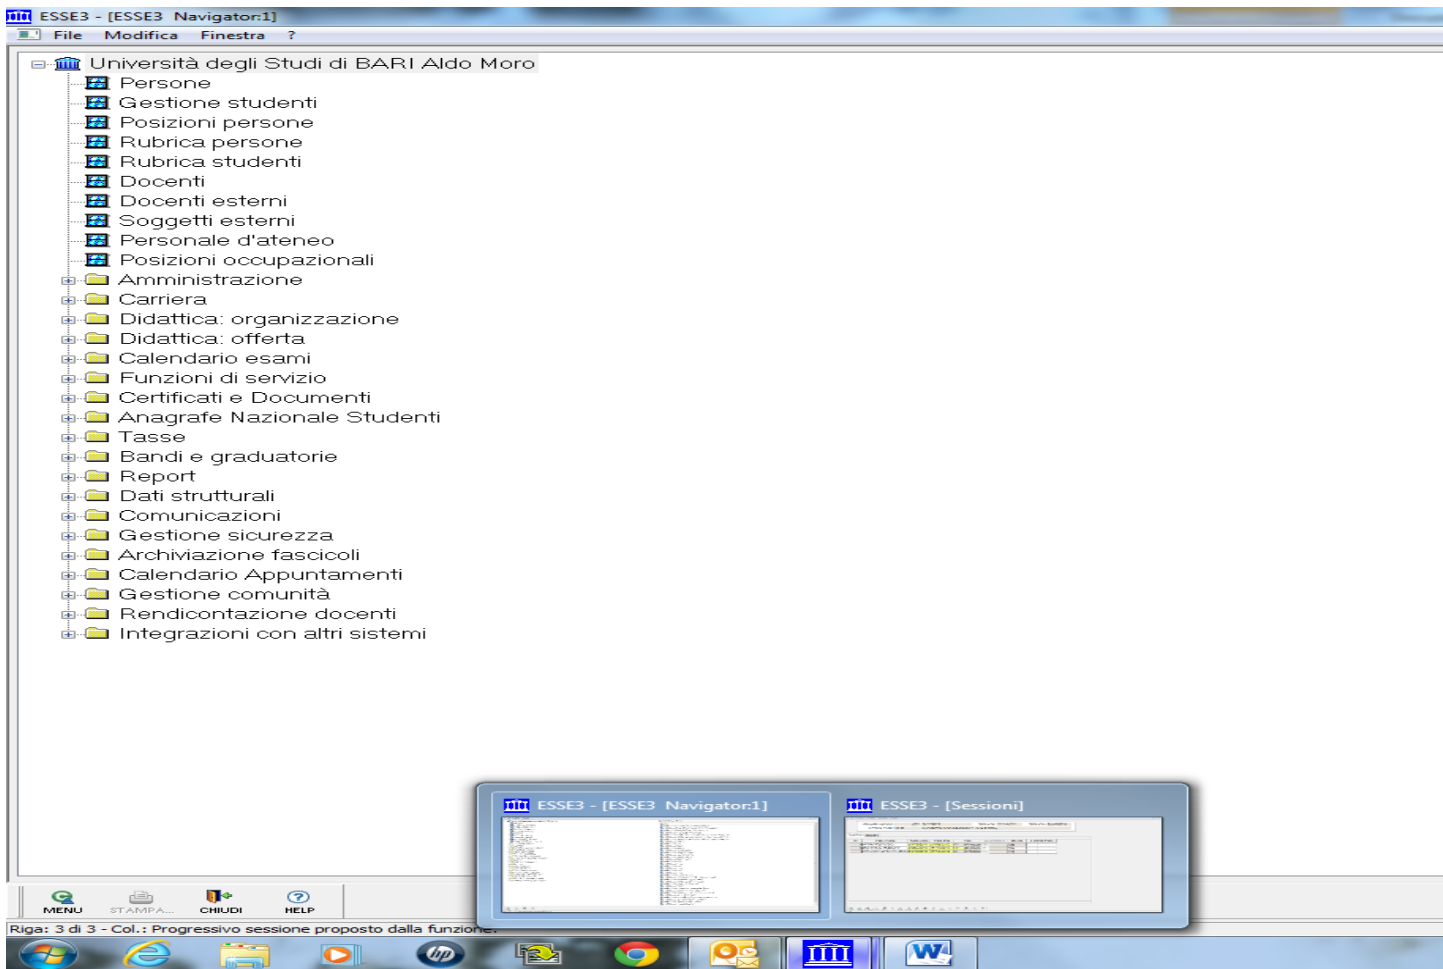 ESSE3 - [ESSE3 Navigator:1]
File Modifica Finestra ?
Università degli Studi di BARI Aldo Moro
Persone
Gestione studenti
Posizioni persone
Rubrica persone
Rubrica studenti
Docenti
Docenti esterni
Soggetti esterni
Personale d'ateneo
Posizioni occupazionali
Amministrazione
Carriera
Didattica: organizzazione
Didattica: offerta
Calendario esami
Funzioni di servizio
Certificati e Documenti
Anagrafe Nazionale Studenti
Tasse
Bandi e graduatorie
Report
Dati strutturali
Comunicazioni
Gestione sicurezza
Archiviazione fascicoli
Calendario Appuntamenti
Gestione comunità
Rendicontazione docenti
Integrazioni con altri sistemi
ESSE3 - [ESSE3 Navigator:1] ESSE3 - [Sessioni]
MENU STAMPA... CHIUDI HELP
Riga: 3 di 3 - Col.: Progressivo sessione proposto dalla funzione.
hp
W